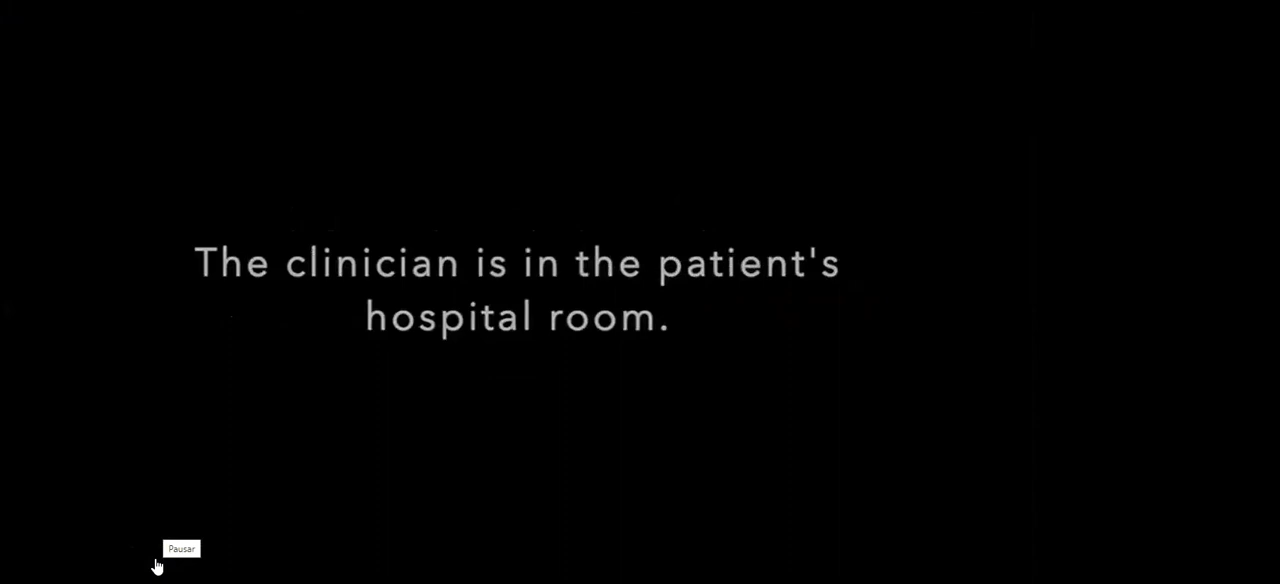 The clinician is in the patient's
hospital room.
Pausar